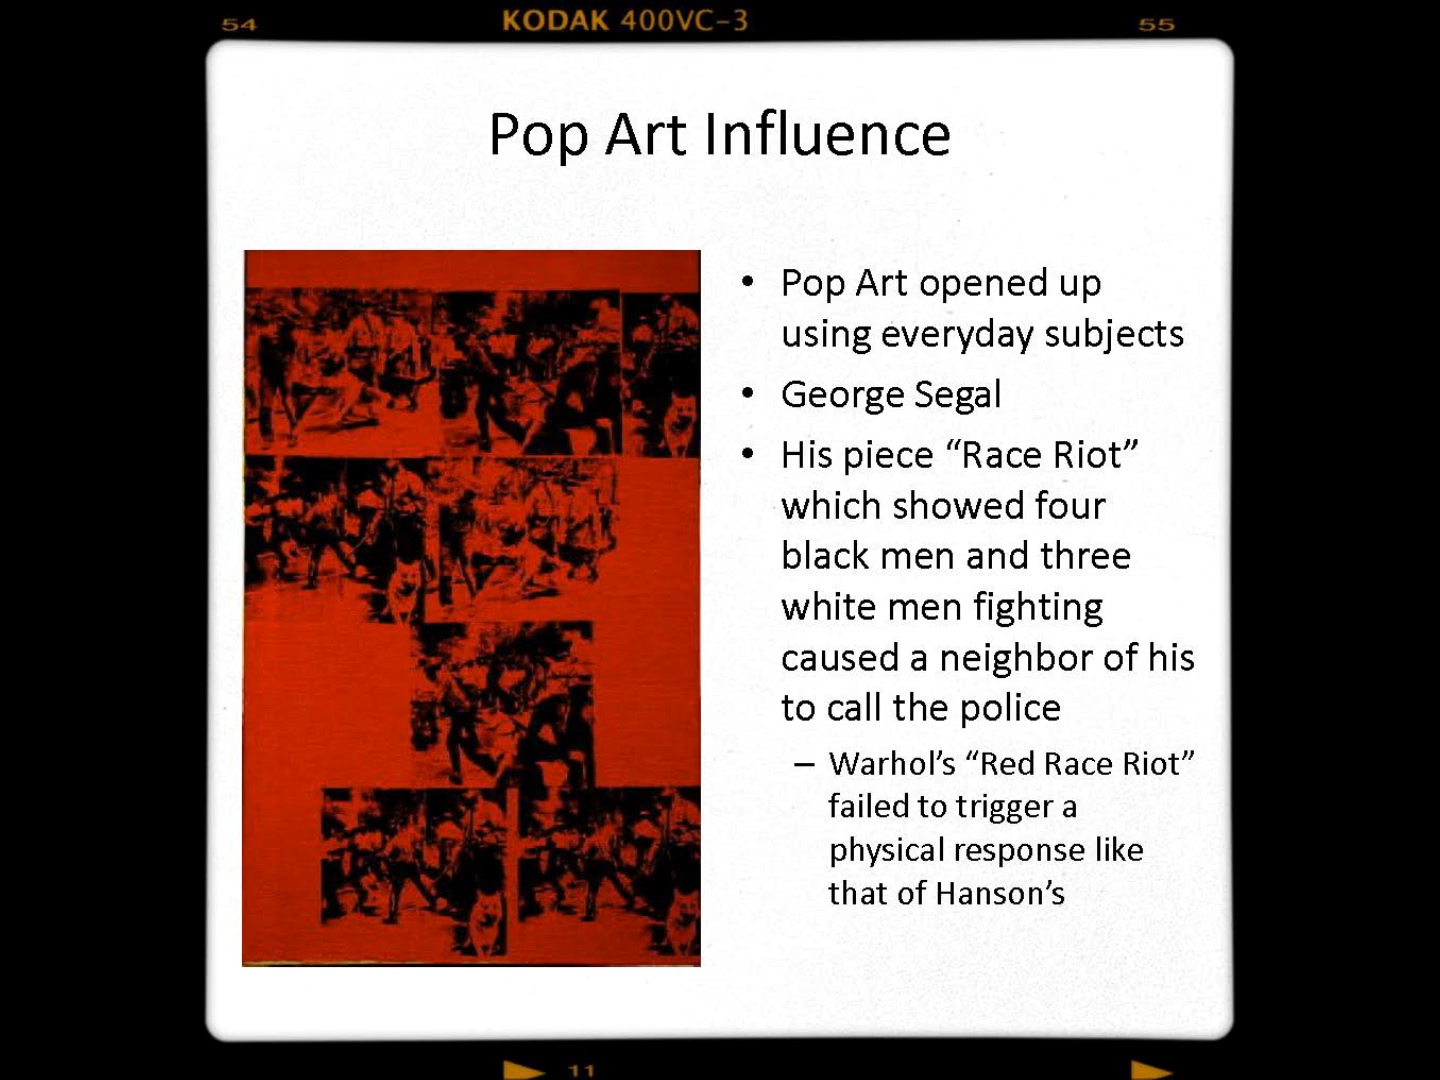 54 KODAK 400VC-3 55
Pop Art Influence
• Pop Art opened up
using everyday subjects
• George Segal
• His piece “Race Riot”
which showed four
black men and three
white men fighting
caused a neighbor of his
to call the police
– Warhol’s “Red Race Riot”
failed to trigger a
physical response like
that of Hanson’s
11